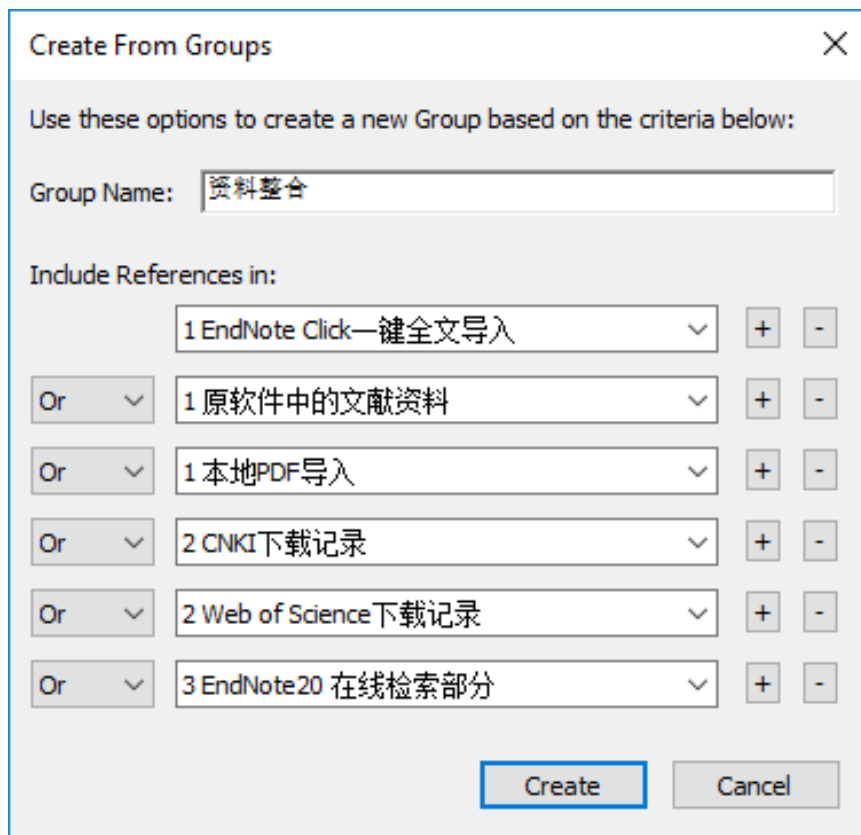 Create From Groups
Use these options to create a new Group based on the criteria below:
Group Name: 资料整合
Include References in:
1 EndNote Click一键全文导入 + -
Or 1 原软件中的文献资料 + -
Or 1 本地PDF导入 + -
Or 2 CNKI下载记录 + -
Or 2 Web of Science下载记录 + -
Or 3 EndNote20 在线检索部分 + -
Create Cancel